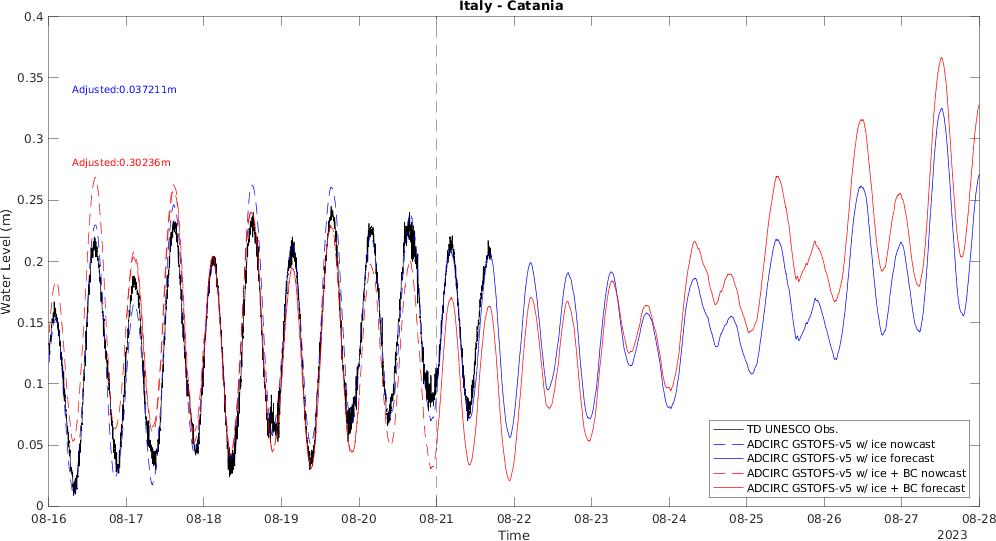 Italy - Catania
0.4
0.35
0.3
0.25
0.2
0.15
0.1
0.05
0
Water Level (m)
Adjusted:0.037211m
Adjusted:0.30236m
TD UNESCO Obs.
ADCIRC GSTOFS-v5 w/ ice nowcast
ADCIRC GSTOFS-v5 w/ ice forecast
ADCIRC GSTOFS-v5 w/ ice + BC nowcast
ADCIRC GSTOFS-v5 w/ ice + BC forecast
08-16 08-17 08-18 08-19 08-20 08-21 08-22 08-23 08-24 08-25 08-26 08-27 08-28
Time
2023